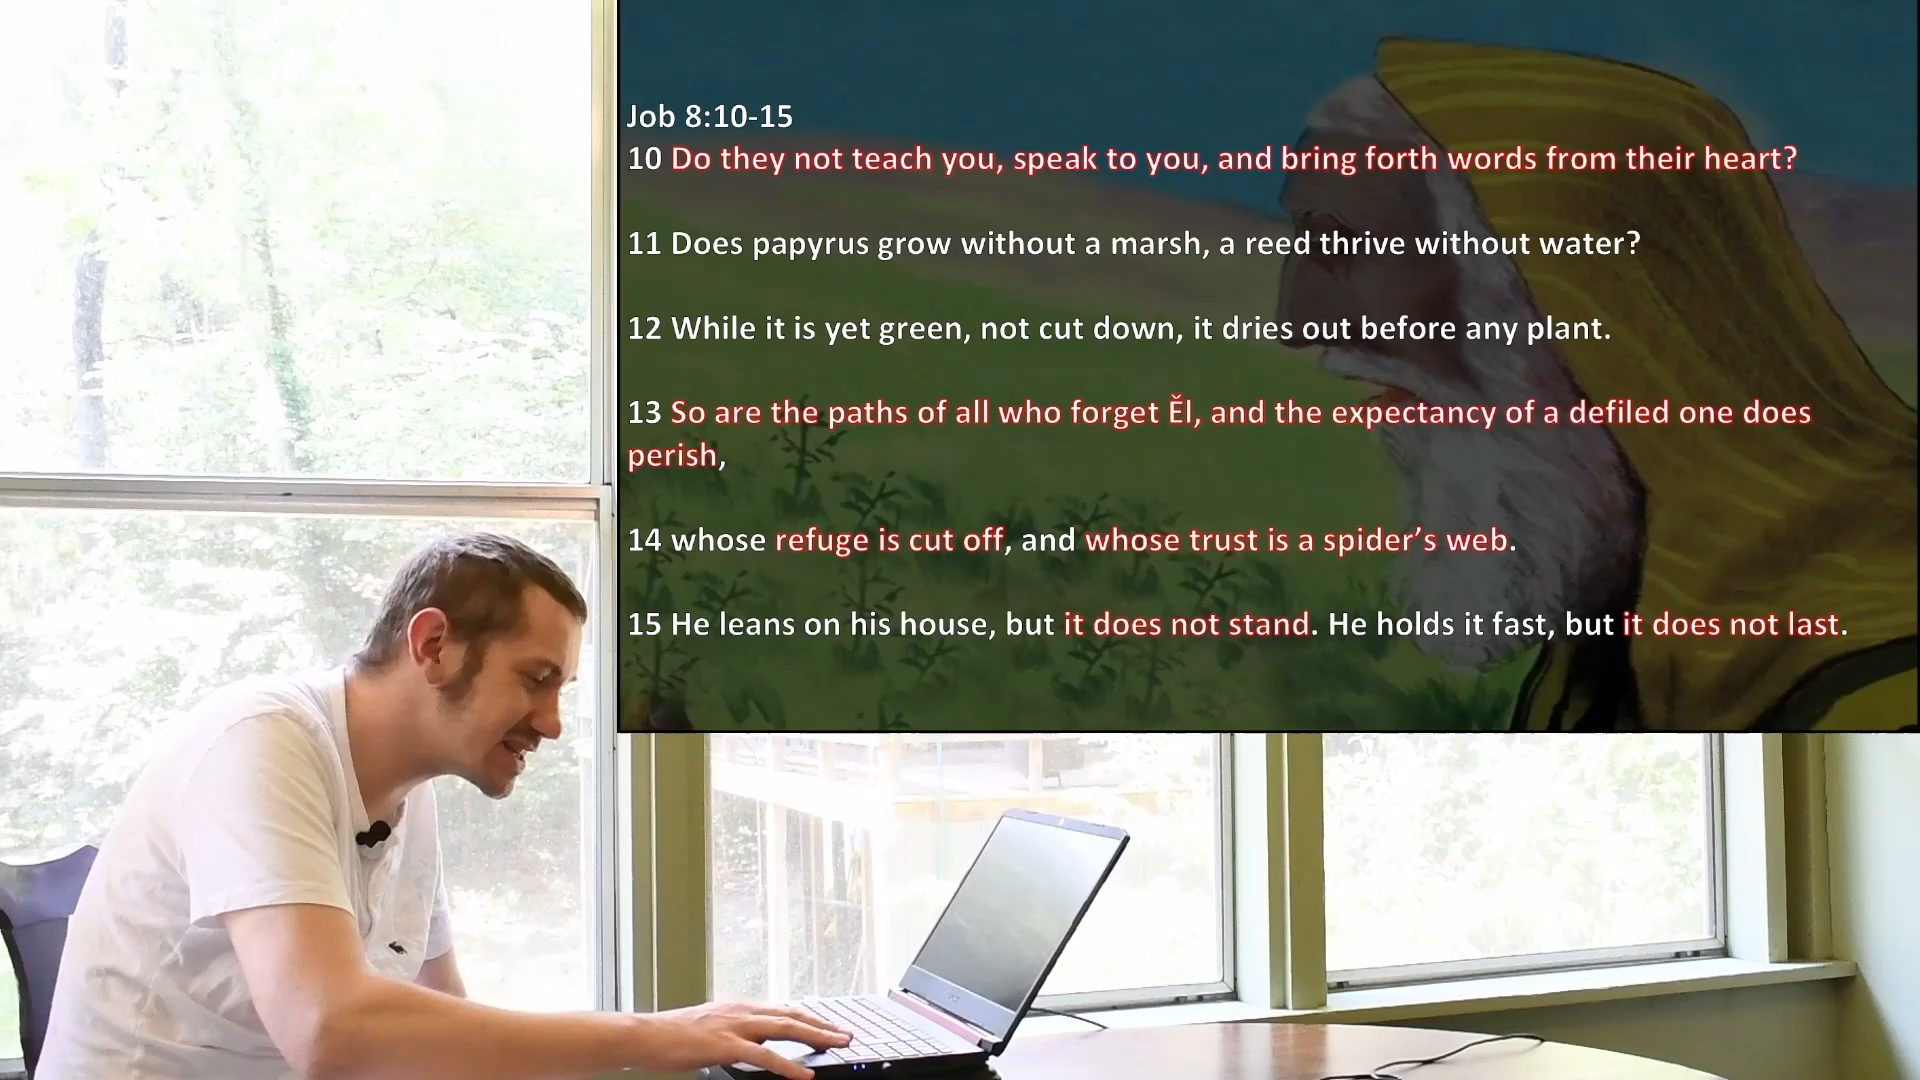 Job 8:10-15
10 Do they not teach you, speak to you, and bring forth words from their heart?
11 Does papyrus grow without a marsh, a reed thrive without water?
12 While it is yet green, not cut down, it dries out before any plant.
13 So are the paths of all who forget Ěl, and the expectancy of a defiled one does
perish,
14 whose refuge is cut off, and whose trust is a spider’s web.
15 He leans on his house, but it does not stand. He holds it fast, but it does not last.